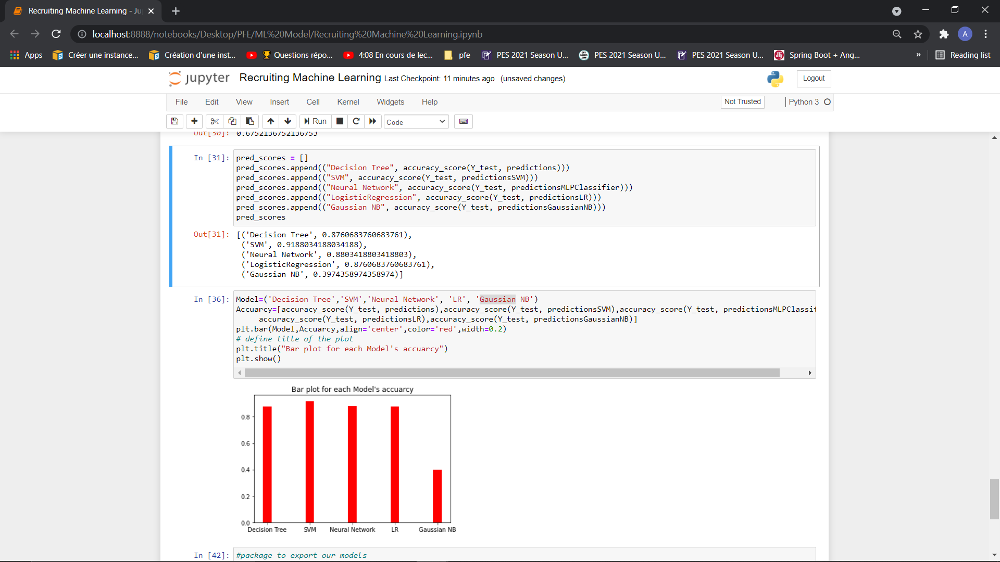 Recruiting Machine Learning - Ju
localhost:8888/notebooks/Desktop/PFE/ML%20Model/Recruiting%20Machine%20Learning.ipynb
A
Apps Créer une instance... Création d'une inst... Questions répo... 4:08 En cours de lec... pfe PES 2021 Season U... PES 2021 Season U... PES 2021 Season U... Spring Boot + Ang... » Reading list
jupyter Recruiting Machine Learning Last Checkpoint: 11 minutes ago (unsaved changes) Logout
File Edit View Insert Cell Kernel Widgets Help Not Trusted Python 3
Run Code
Out[30]: 0.6752136752136753
In [31]: pred_scores = []
pred_scores.append(("Decision Tree", accuracy_score(Y_test, predictions)))
pred_scores.append(("SVM", accuracy_score(Y_test, predictionsSVM)))
pred_scores.append(("Neural Network", accuracy_score(Y_test, predictionsMLPClassifier)))
pred_scores.append(("LogisticRegression", accuracy_score(Y_test, predictionsLR)))
pred_scores.append(("Gaussian NB", accuracy_score(Y_test, predictionsGaussianNB)))
pred_scores
Out[31]: [('Decision Tree', 0.8760683760683761),
('SVM', 0.9188034188034188),
('Neural Network', 0.8803418803418803),
('LogisticRegression', 0.8760683760683761),
('Gaussian NB', 0.3974358974358974)]
In [36]: Model=('Decision Tree','SVM','Neural Network', 'LR', 'Gaussian NB')
Accuarcy=[accuracy_score(Y_test, predictions),accuracy_score(Y_test, predictionsSVM),accuracy_score(Y_test, predictionsMLPClassif
accuracy_score(Y_test, predictionsLR),accuracy_score(Y_test, predictionsGaussianNB)]
plt.bar(Model,Accuarcy,align='center',color='red',width=0.2)
# define title of the plot
plt.title("Bar plot for each Model's accuarcy")
plt.show()
Bar plot for each Model's accuarcy
0.8
0.6
0.4
0.2
0.0
Decision Tree SVM Neural Network LR Gaussian NB
In [42]: #package to export our models